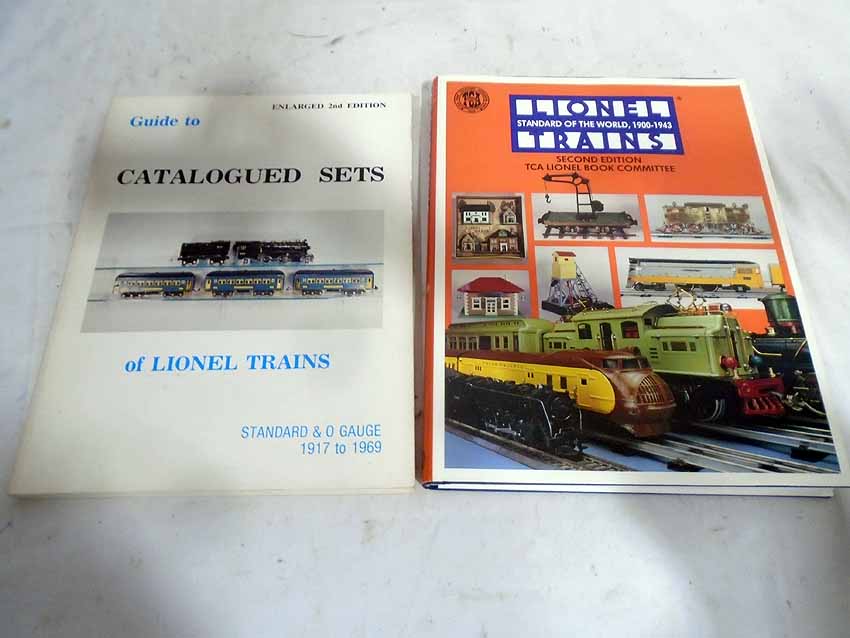 ENLARGED 2nd EDITION
Guide to
CATALOGUED SETS
of LIONEL TRAINS
STANDARD & O GAUGE
1917 to 1969
TCA
LIONEL
STANDARD OF THE WORLD, 1900-1943
TRAINS
SECOND EDITION
TCA LIONEL BOOK COMMITTEE